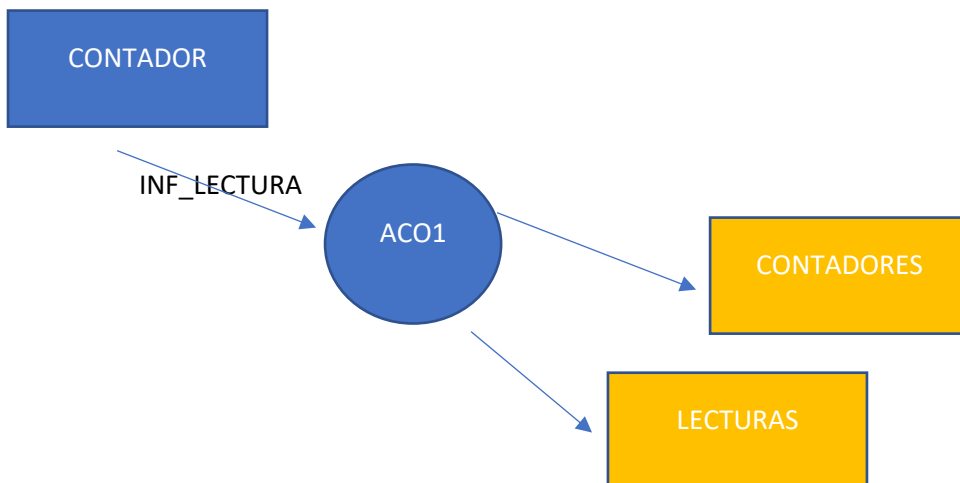 CONTADOR
INF_LECTURA
ACO1
CONTADORES
LECTURAS